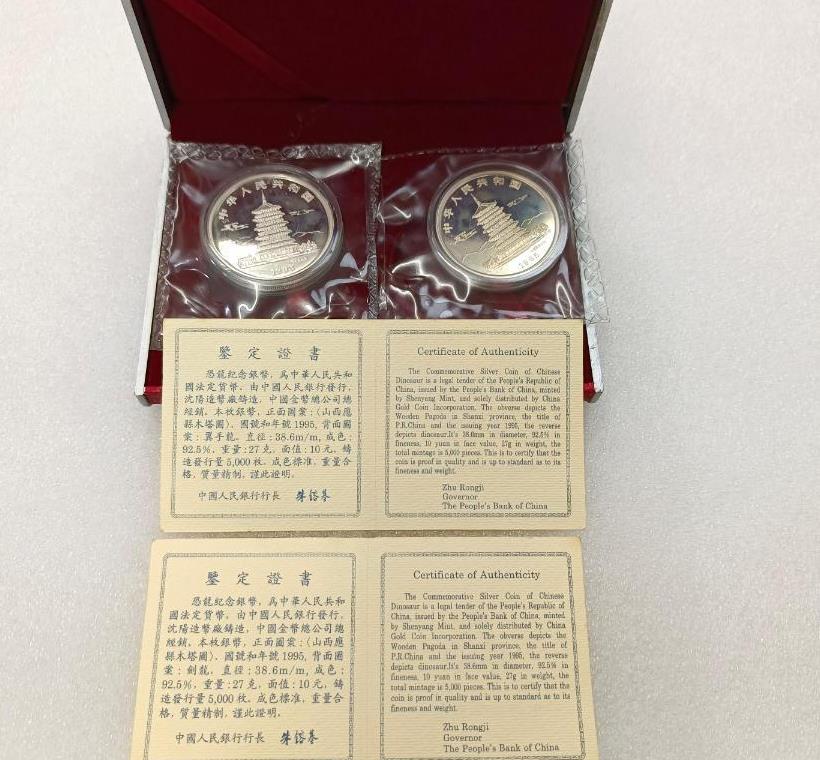 中华人民共和国
1995
中华人民共和国
1995
鑒定證書
恐龍紀念銀幣,爲中華人民共和
國法定貨幣,由中國人民銀行發行,
沈陽造幣廠鑄造,中國金幣總公司總
經銷。本枚銀幣,正面圖案:(山西應
縣木塔圖)、國號和年號1995,背面圖
案:翼手龍。直徑:38.6m/m,成色:
92.5%,重量:27克,面值:10元,鑄
造發行量5,000枚。成色標准,重量合
格,質量精制,謹此證明。
中國人民銀行行長 朱鎔基
Certificate of Authenticity
The Commemorative Silver Coin of Chinese
Dinosaur is a legal tender of the People's Republic of
China, issued by the People's Bank of China, minted
by Shenyang Mint, and solely distributed by China
Gold Coin Incorporation. The obverse depicts the
Wooden Pagoda in Shanxi province, the title of
P.R.China and the issuing year 1995, the reverse
depicts dinosaur.It's 38.6mm in diameter, 92.5% in
fineness, 10 yuan in face value, 27g in weight, the
total mintage is 5,000 pieces. This is to certify that the
coin is proof in quality and is up to standard as to its
fineness and weight.
Zhu Rongji
Governor
The People's Bank of China
鑒定證書
恐龍紀念銀幣,爲中華人民共和
國法定貨幣,由中國人民銀行發行,
沈陽造幣廠鑄造,中國金幣總公司總
經銷。本枚銀幣,正面圖案:(山西應
縣木塔圖)、國號和年號1995,背面圖
案:劍龍。直徑:38.6m/m,成色:
92.5%,重量:27克,面值:10元,鑄
造發行量5,000枚。成色標准,重量合
格,質量精制,謹此證明。
中國人民銀行行長 朱鎔基
Certificate of Authenticity
The Commemorative Silver Coin of Chinese
Dinosaur is a legal tender of the People's Republic of
China, issued by the People's Bank of China, minted
by Shenyang Mint, and solely distributed by China
Gold Coin Incorporation. The obverse depicts the
Wooden Pagoda in Shanxi province, the title of
P.R.China and the issuing year 1995, the reverse
depicts dinosaur.It's 38.6mm in diameter, 92.5% in
fineness, 10 yuan in face value, 27g in weight, the
total mintage is 5,000 pieces. This is to certify that the
coin is proof in quality and is up to standard as to its
fineness and weight.
Zhu Rongji
Governor
The People's Bank of China